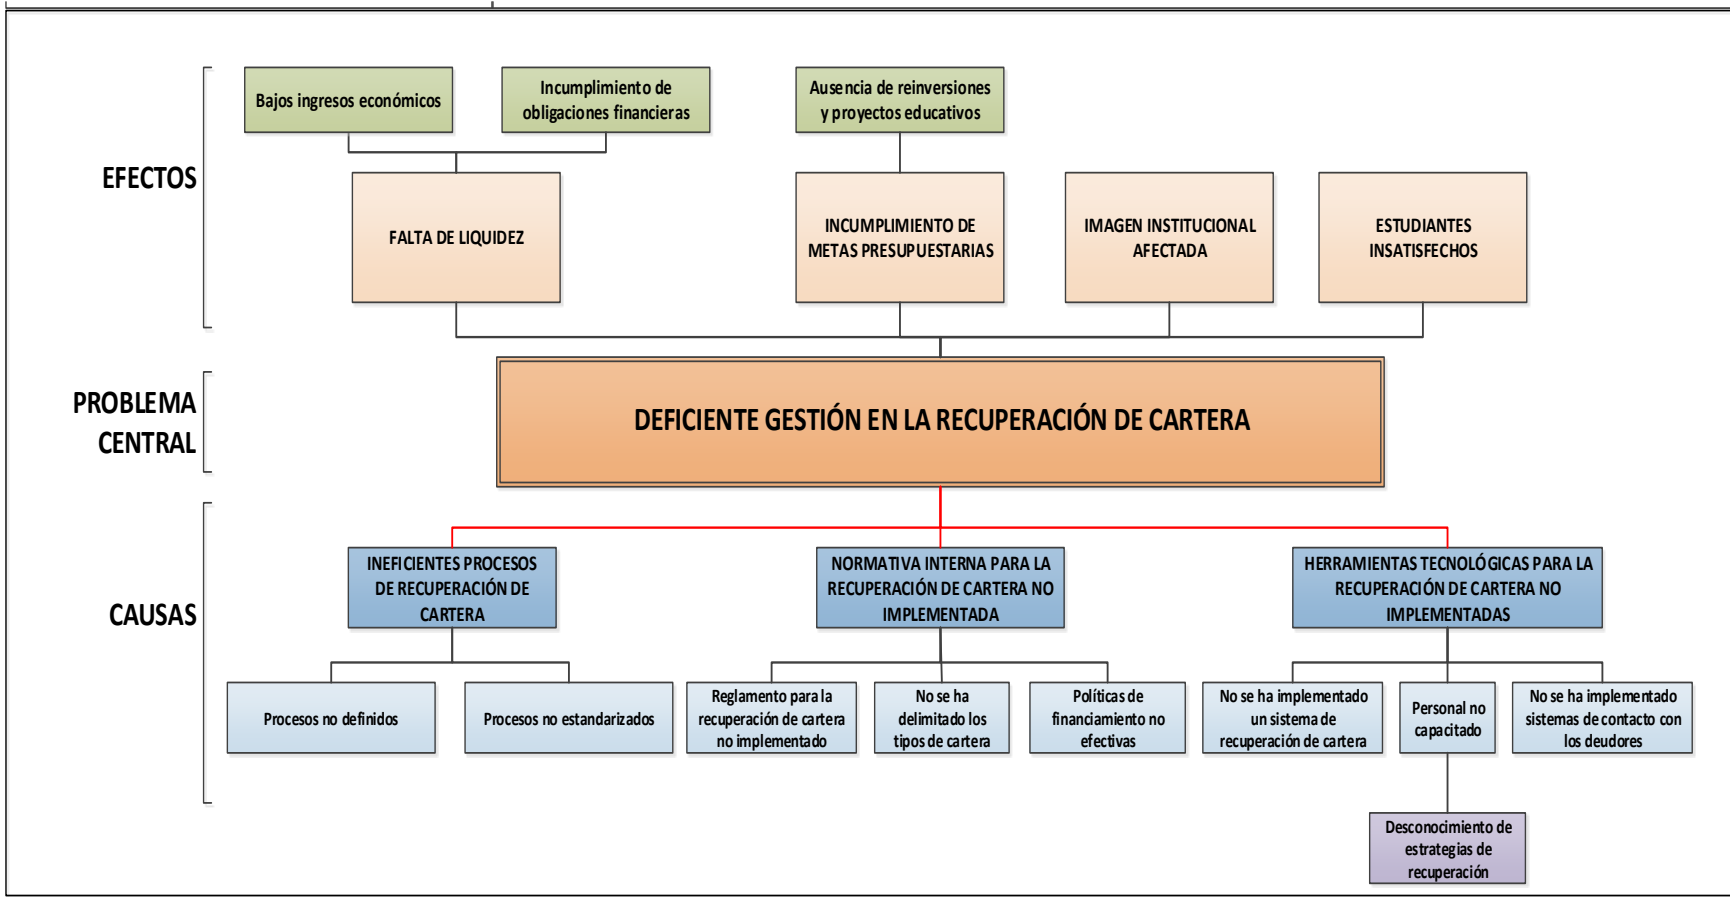 Bajos ingresos económicos
Incumplimiento de
obligaciones financieras
Ausencia de reinversiones
y proyectos educativos
EFECTOS
FALTA DE LIQUIDEZ
INCUMPLIMIENTO DE
METAS PRESUPUESTARIAS
IMAGEN INSTITUCIONAL
AFECTADA
ESTUDIANTES
INSATISFECHOS
PROBLEMA
CENTRAL
DEFICIENTE GESTIÓN EN LA RECUPERACIÓN DE CARTERA
CAUSAS
INEFICIENTES PROCESOS
DE RECUPERACIÓN DE
CARTERA
NORMATIVA INTERNA PARA LA
RECUPERACIÓN DE CARTERA NO
IMPLEMENTADA
HERRAMIENTAS TECNOLÓGICAS PARA LA
RECUPERACIÓN DE CARTERA NO
IMPLEMENTADAS
Procesos no definidos
Procesos no estandarizados
Reglamento para la
recuperación de cartera
no implementado
No se ha
delimitado los
tipos de cartera
Políticas de
financiamiento no
efectivas
No se ha implementado
un sistema de
recuperación de cartera
Personal no
capacitado
No se ha implementado
sistemas de contacto con
los deudores
Desconocimiento de
estrategias de
recuperación